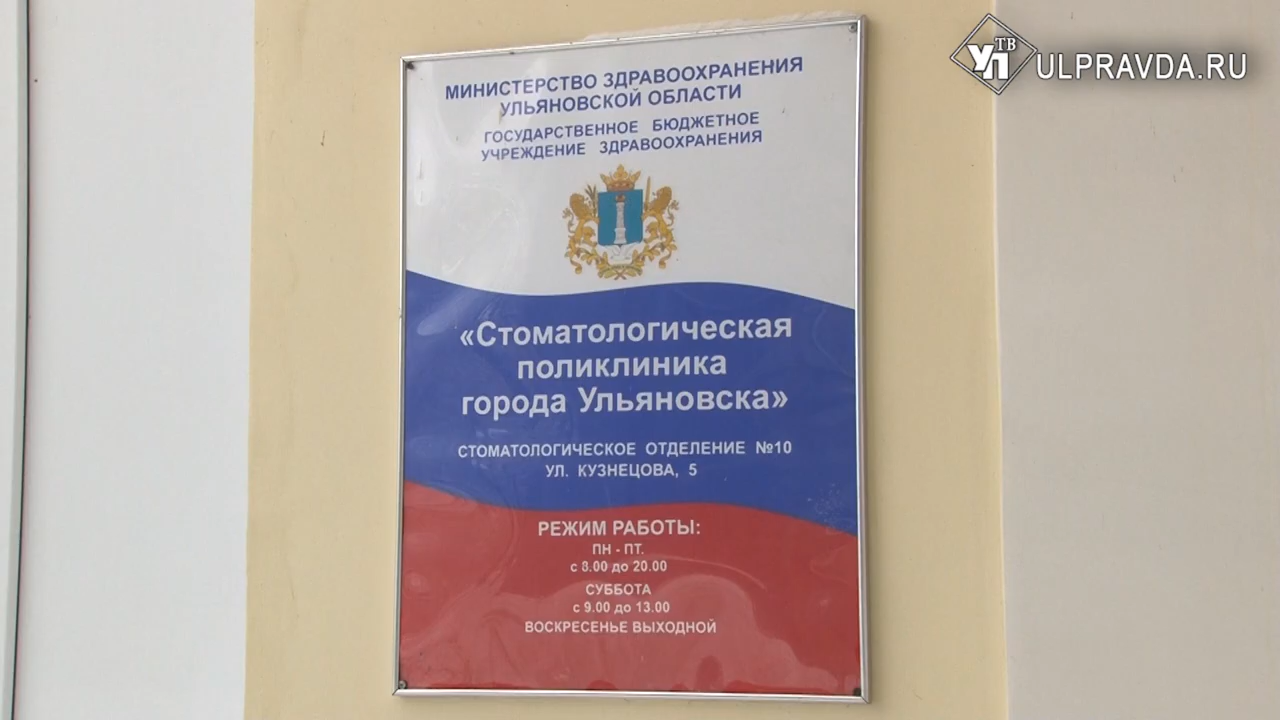 УП ТВ ULPRAVDA.RU
МИНИСТЕРСТВО ЗДРАВООХРАНЕНИЯ
УЛЬЯНОВСКОЙ ОБЛАСТИ
ГОСУДАРСТВЕННОЕ БЮДЖЕТНОЕ
УЧРЕЖДЕНИЕ ЗДРАВООХРАНЕНИЯ
«Стоматологическая
поликлиника
города Ульяновска»
СТОМАТОЛОГИЧЕСКОЕ ОТДЕЛЕНИЕ №10
УЛ. КУЗНЕЦОВА, 5
РЕЖИМ РАБОТЫ:
ПН - ПТ.
с 8.00 до 20.00
СУББОТА
с 9.00 до 13.00
ВОСКРЕСЕНЬЕ ВЫХОДНОЙ